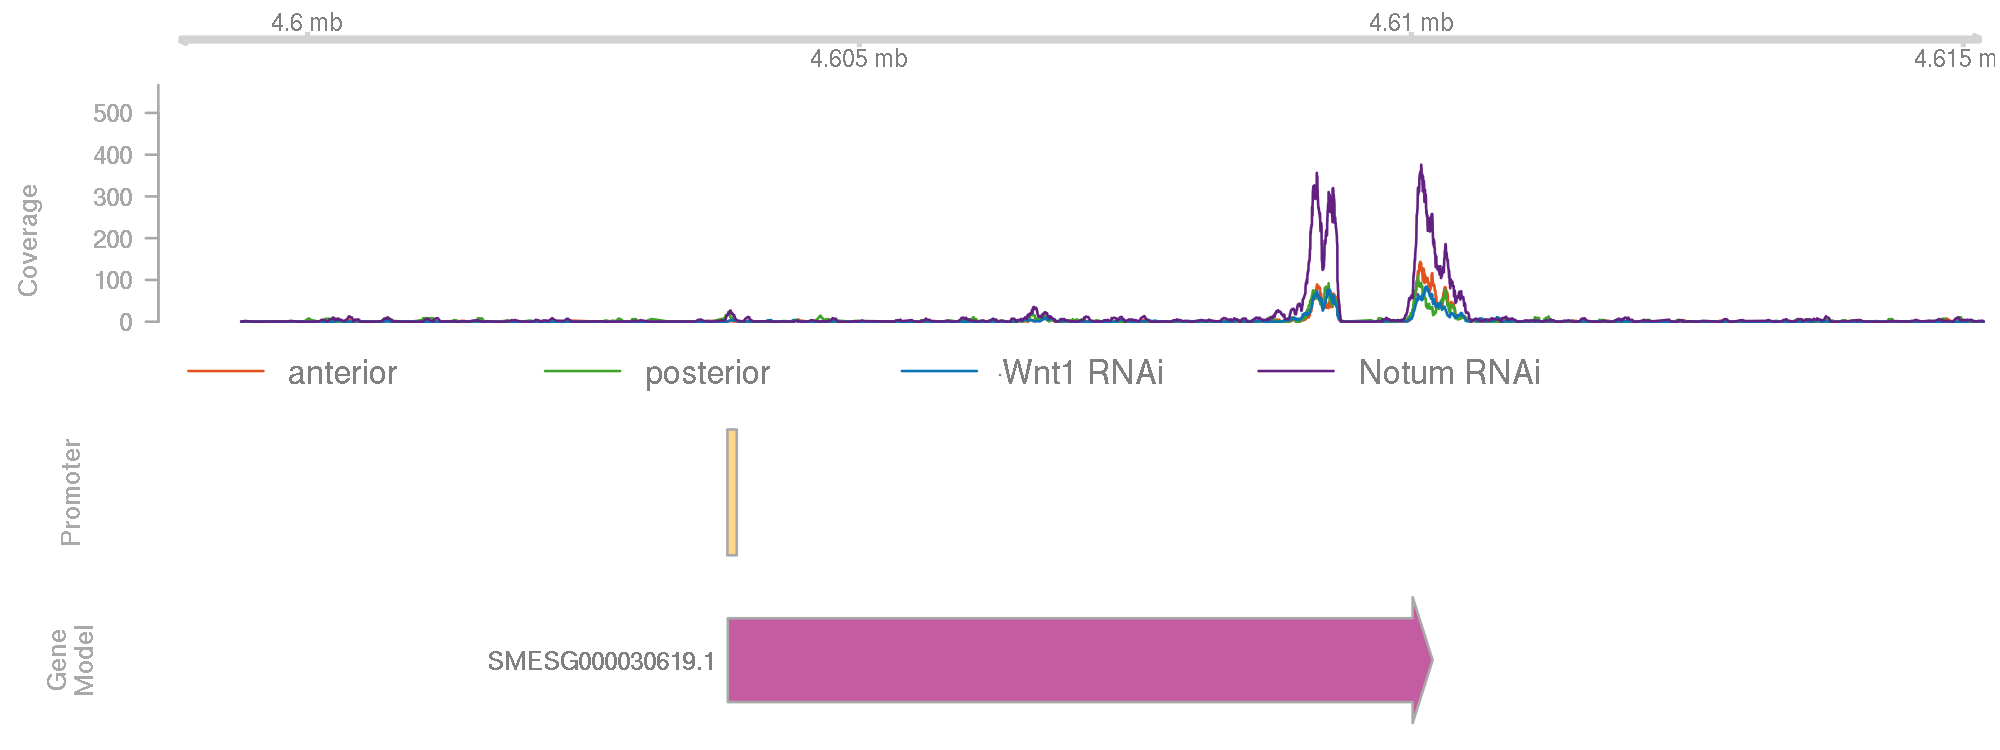 4.6 mb
4.61 mb
4.605 mb
4.615 m
Coverage
500
400
300
200
100
0
anterior posterior Wnt1 RNAi Notum RNAi
Promoter
Gene
Model
SMESG000030619.1